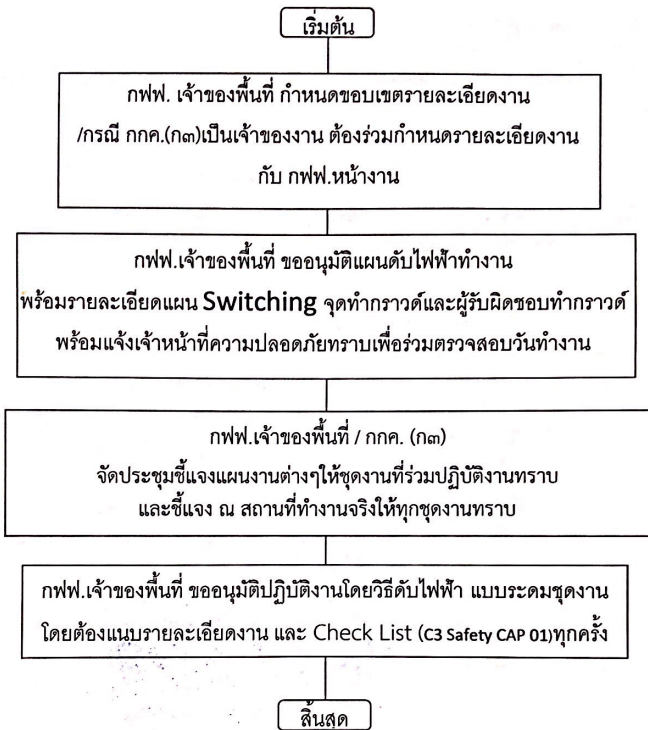 เริ่มต้น
กฟฟ. เจ้าของพื้นที่ กำหนดขอบเขตรายละเอียดงาน
/กรณี กกค.(ก๓)เป็นเจ้าของงาน ต้องร่วมกำหนดรายละเอียดงาน
กับ กฟฟ.หน้างาน
กฟฟ.เจ้าของพื้นที่ ขออนุมัติแผนดับไฟฟ้าทำงาน
พร้อมรายละเอียดแผน Switching จุดทำกราวด์และผู้รับผิดชอบทำกราวด์
พร้อมแจ้งเจ้าหน้าที่ความปลอดภัยทราบเพื่อร่วมตรวจสอบวันทำงาน
กฟฟ.เจ้าของพื้นที่ / กกค. (ก๓)
จัดประชุมชี้แจงแผนงานต่างๆให้ชุดงานที่ร่วมปฏิบัติงานทราบ
และชี้แจง ณ สถานที่ทำงานจริงให้ทุกชุดงานทราบ
กฟฟ.เจ้าของพื้นที่ ขออนุมัติปฏิบัติงานโดยวิธีดับไฟฟ้า แบบระดมชุดงาน
โดยต้องแนบรายละเอียดงาน และ Check List (C3 Safety CAP 01)ทุกครั้ง
สิ้นสุด